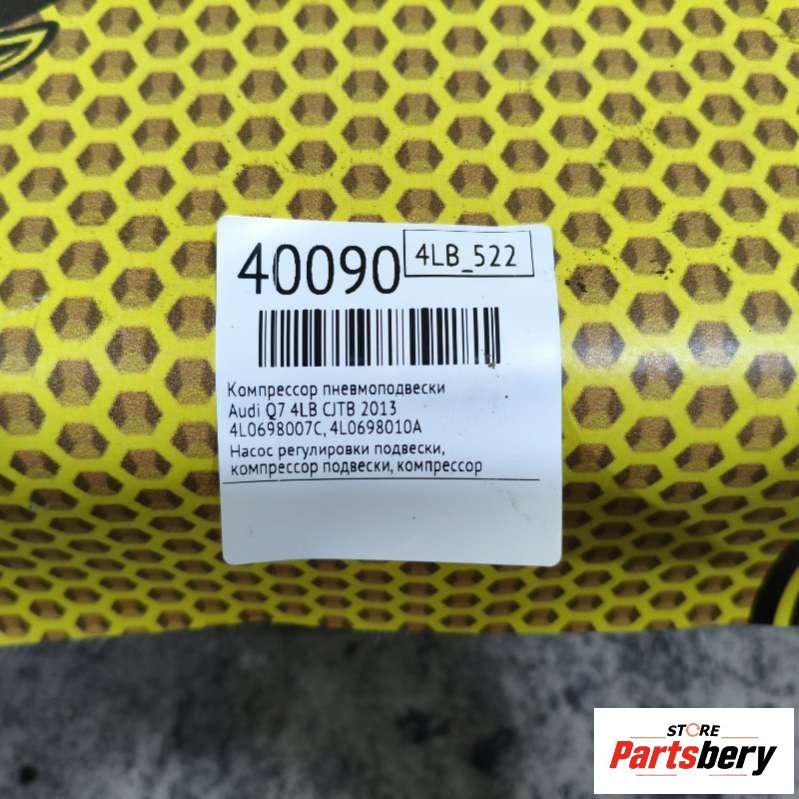 40090
4LB_522
Компрессор пневмоподвески
Audi Q7 4LB CJTB 2013
4L0698007C, 4L0698010A
Насос регулировки подвески,
компрессор подвески, компрессор
STORE
Partsbery